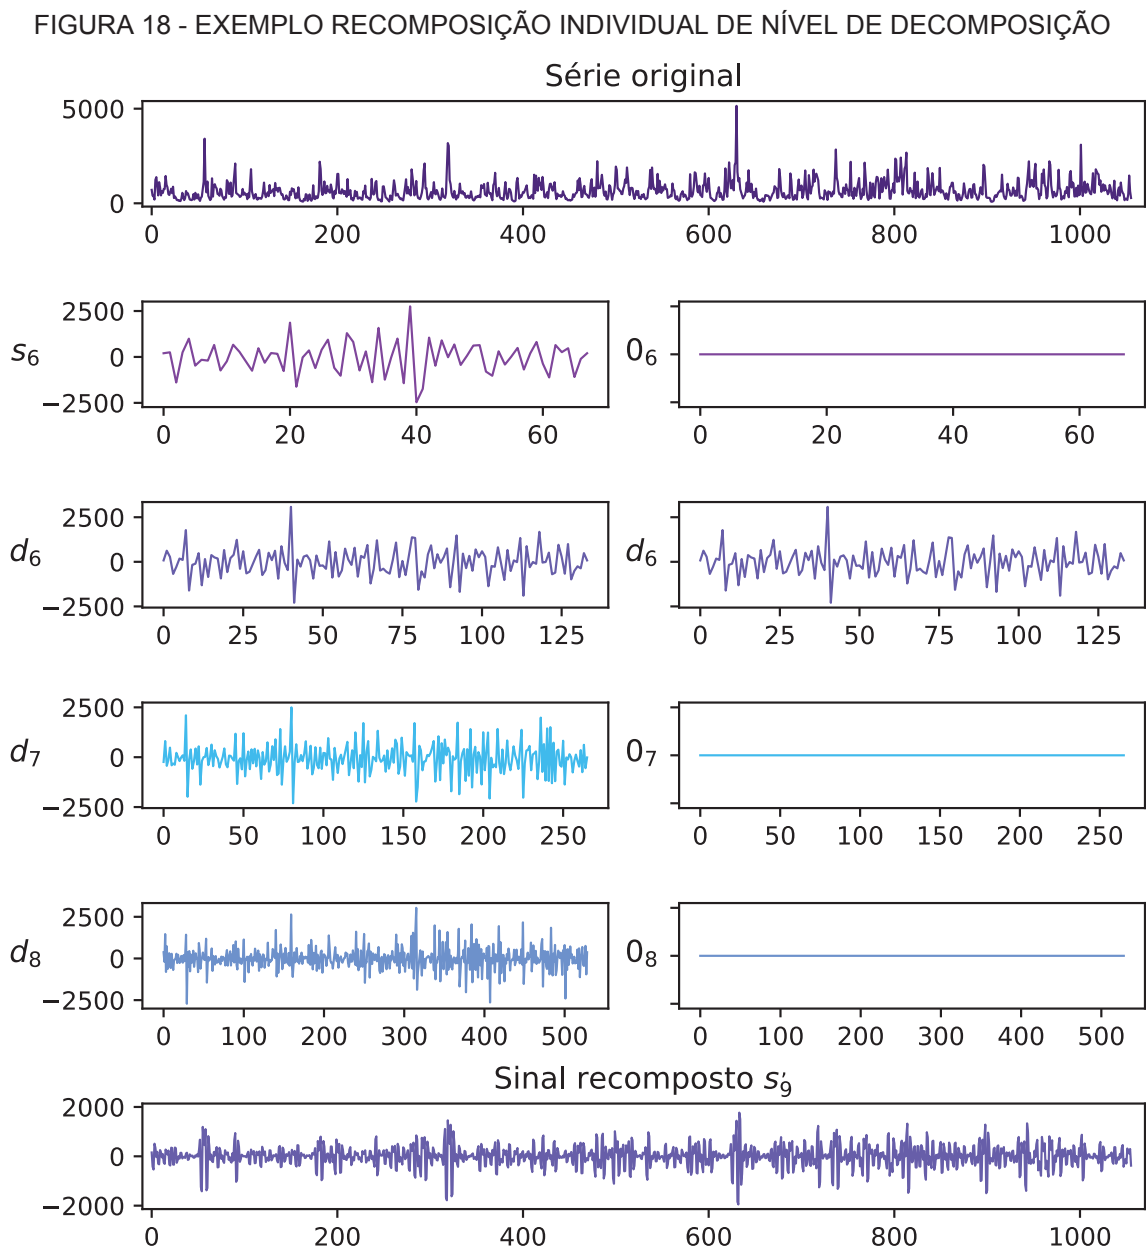 FIGURA 18 - EXEMPLO RECOMPOSIÇÃO INDIVIDUAL DE NÍVEL DE DECOMPOSIÇÃO
Série original
5000
0
0 200 400 600 800 1000
s6
2500
0
−2500
0 20 40 60
06
0 20 40 60
d6
2500
0
−2500
0 25 50 75 100 125
d6
0 25 50 75 100 125
d7
2500
0
−2500
0 50 100 150 200 250
07
0 50 100 150 200 250
d8
2500
0
−2500
0 100 200 300 400 500
08
0 100 200 300 400 500
Sinal recomposto s′9
2000
0
−2000
0 200 400 600 800 1000